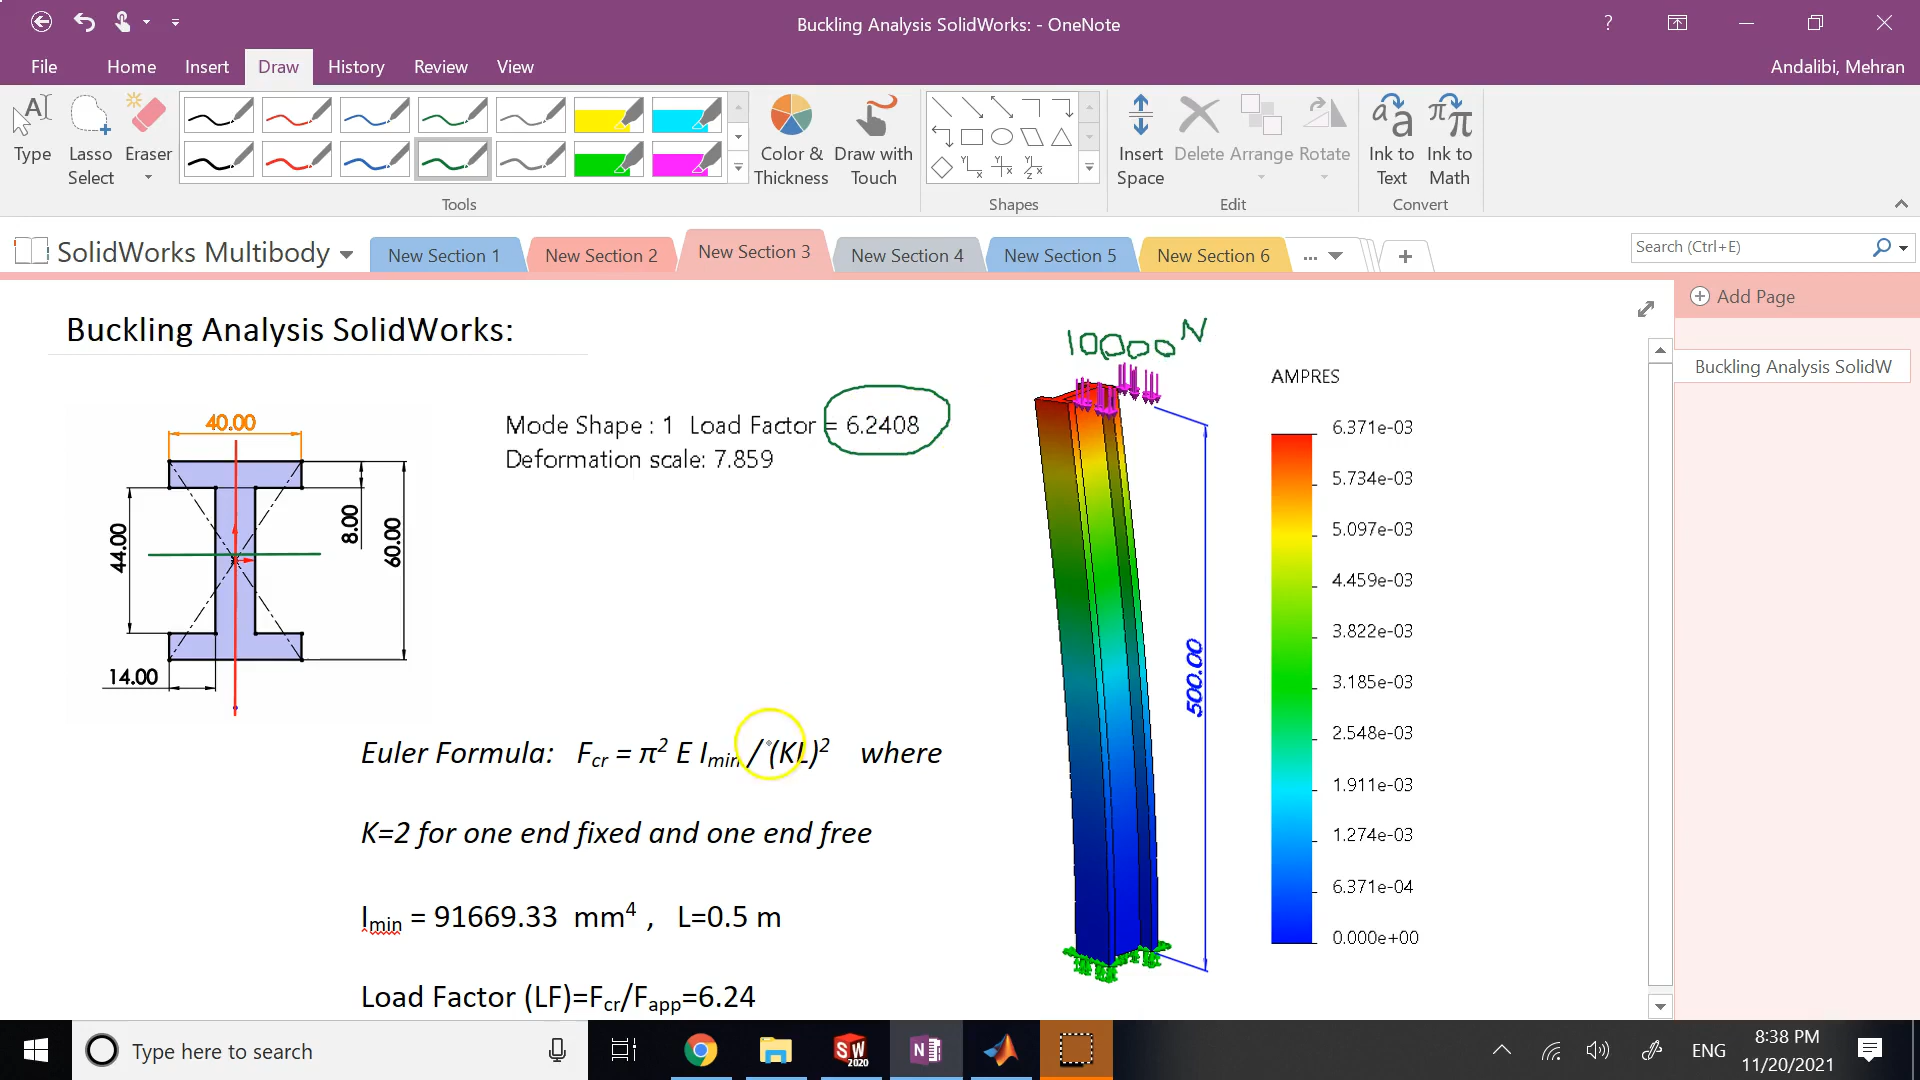 Buckling Analysis SolidWorks: - OneNote
?
File Home Insert Draw History Review View
Andalibi, Mehran
Type
Lasso Select
Eraser
Color & Thickness
Draw with Touch
Insert Space
Delete
Arrange
Rotate
Ink to Text
Ink to Math
Tools
Shapes
Edit
Convert
SolidWorks Multibody
New Section 1
New Section 2
New Section 3
New Section 4
New Section 5
New Section 6
...
Search (Ctrl+E)
Add Page
Buckling Analysis SolidW
Buckling Analysis SolidWorks:
10000 N
AMPRES
40.00
44.00
8.00
60.00
14.00
Mode Shape : 1 Load Factor = 6.2408
Deformation scale: 7.859
500.00
6.371e-03
5.734e-03
5.097e-03
4.459e-03
3.822e-03
3.185e-03
2.548e-03
1.911e-03
1.274e-03
6.371e-04
0.000e+00
Euler Formula: Fcr = π² E Imin / (KL)² where
K=2 for one end fixed and one end free
Imin = 91669.33 mm⁴ , L=0.5 m
Load Factor (LF)=Fcr/Fapp=6.24
Type here to search
SW 2020
N
ENG
8:38 PM
11/20/2021